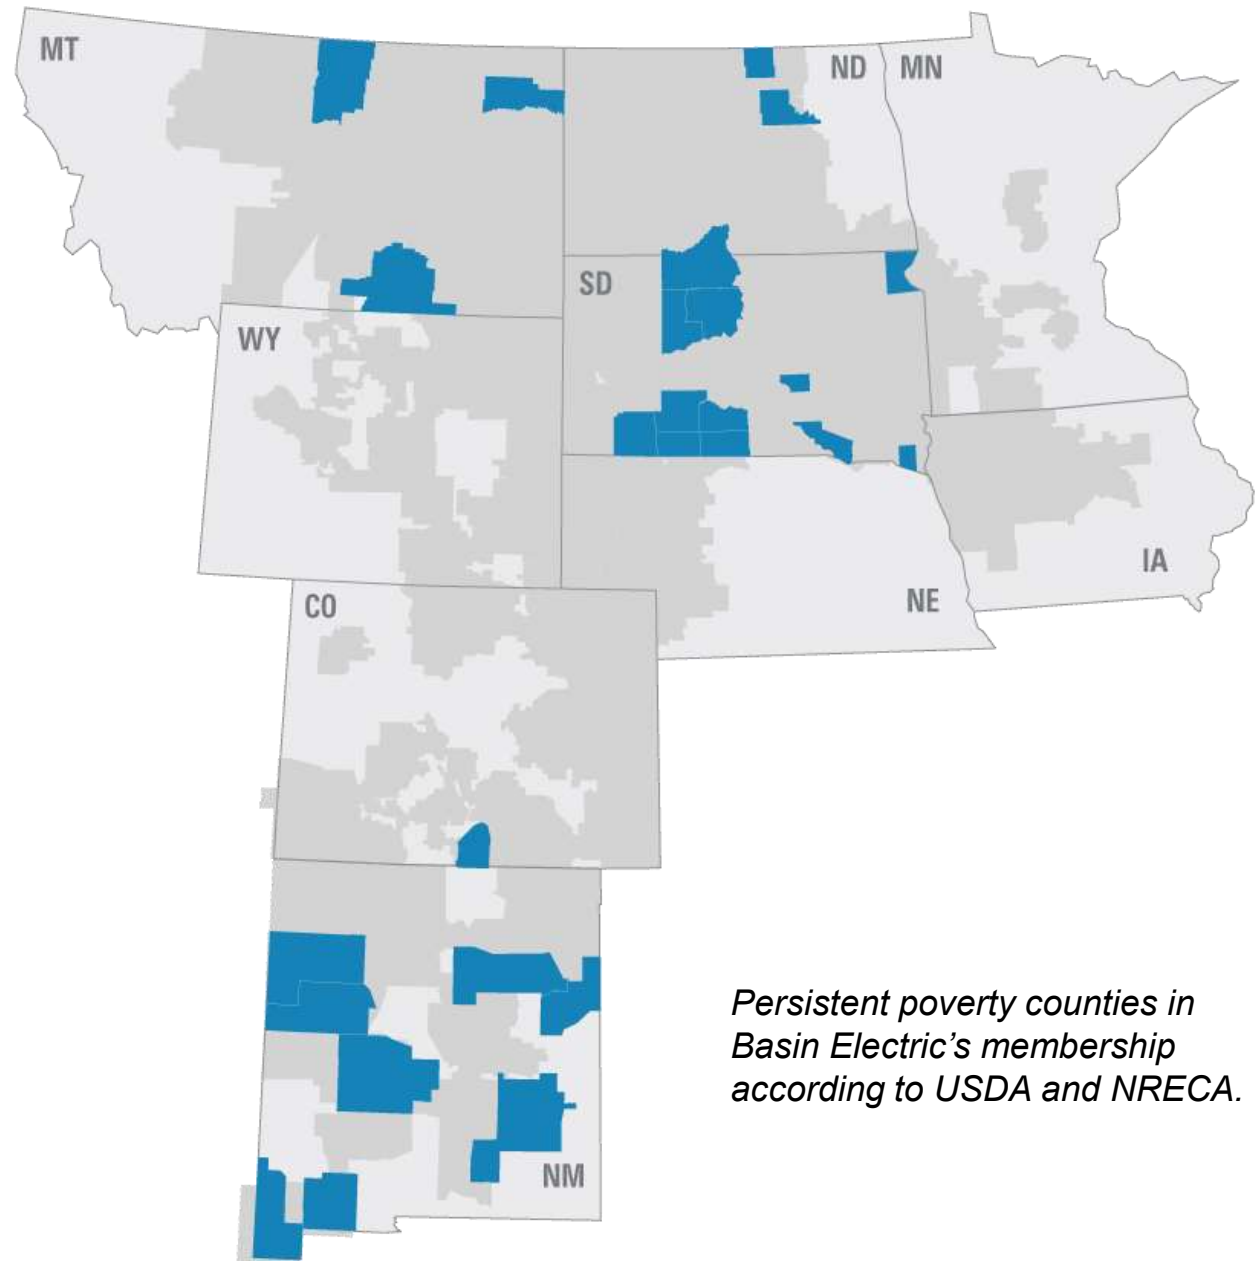 MT
ND
MN
SD
WY
IA
NE
CO
Persistent poverty counties in
Basin Electric’s membership
according to USDA and NRECA.
NM